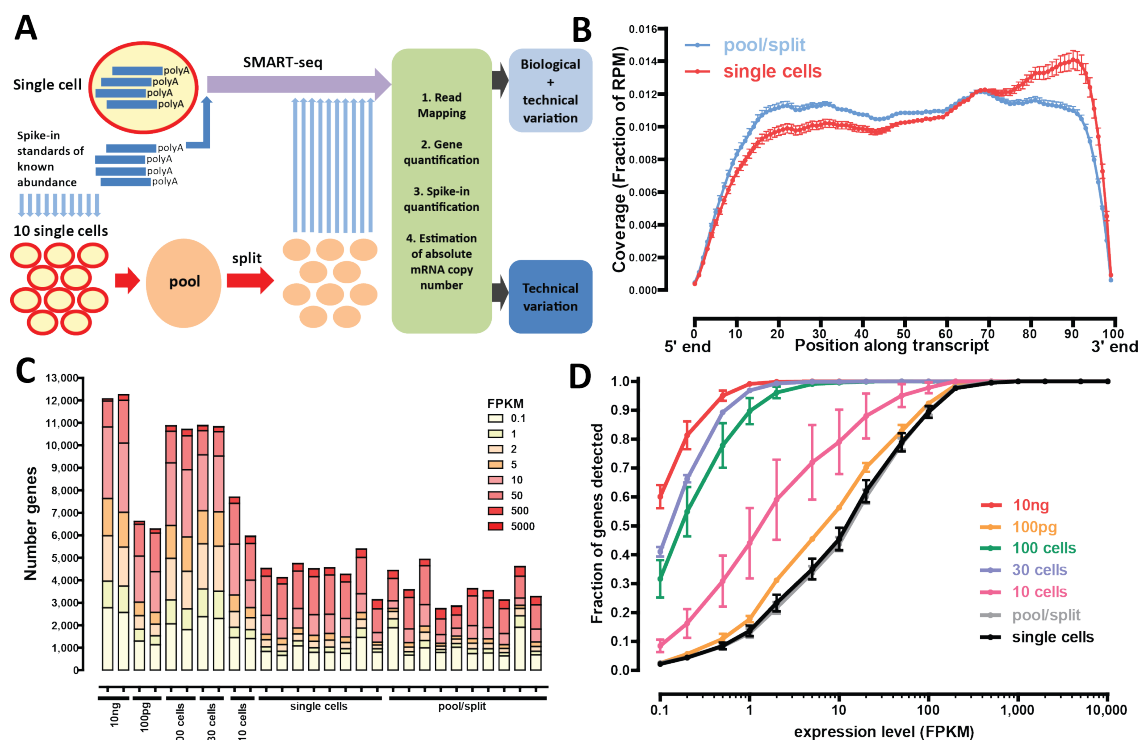 A
Single cell
polyA
polyA
polyA
polyA
SMART-seq
Spike-in
standards of
known
abundance
polyA
polyA
polyA
polyA
10 single cells
pool
split
1. Read
Mapping
2. Gene
quantification
3. Spike-in
quantification
4. Estimation
of absolute
mRNA copy
number
Biological
+
technical
variation
Technical
variation
B
Coverage (Fraction of RPM)
0.016
0.014
0.012
0.010
0.008
0.006
0.004
0.002
0.000
pool/split
single cells
0 10 20 30 40 50 60 70 80 90 100
5' end Position along transcript 3' end
C
Number genes
13,000
12,000
11,000
10,000
9,000
8,000
7,000
6,000
5,000
4,000
3,000
2,000
1,000
0
FPKM
0.1
1
2
5
10
50
500
5000
10ng
100pg
00 cells
30 cells
10 cells
single cells
pool/split
D
Fraction of genes detected
1.0
0.9
0.8
0.7
0.6
0.5
0.4
0.3
0.2
0.1
0.0
10ng
100pg
100 cells
30 cells
10 cells
pool/split
single cells
0.1 1 10 100 1,000 10,000
expression level (FPKM)